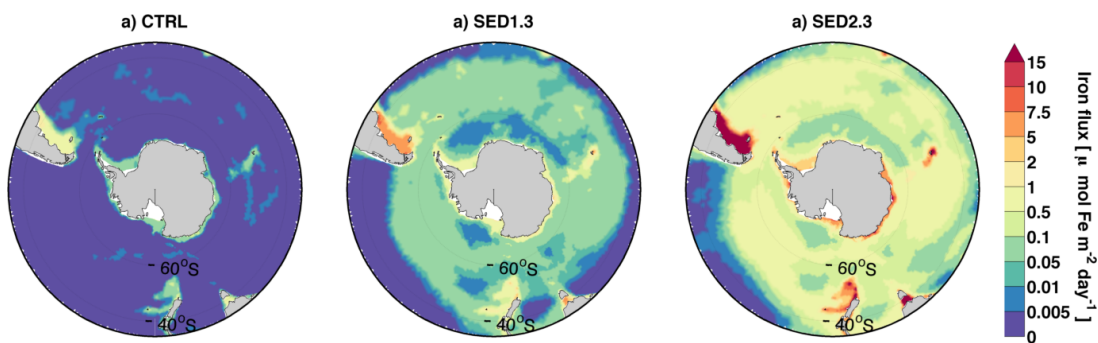 a) CTRL
a) SED1.3
a) SED2.3
60°S
40°S
60°S
40°S
60°S
40°S
15
10
7.5
5
2
1
0.5
0.1
0.05
0.01
0.005
0
Iron flux [ μ mol Fe m⁻² day⁻¹ ]